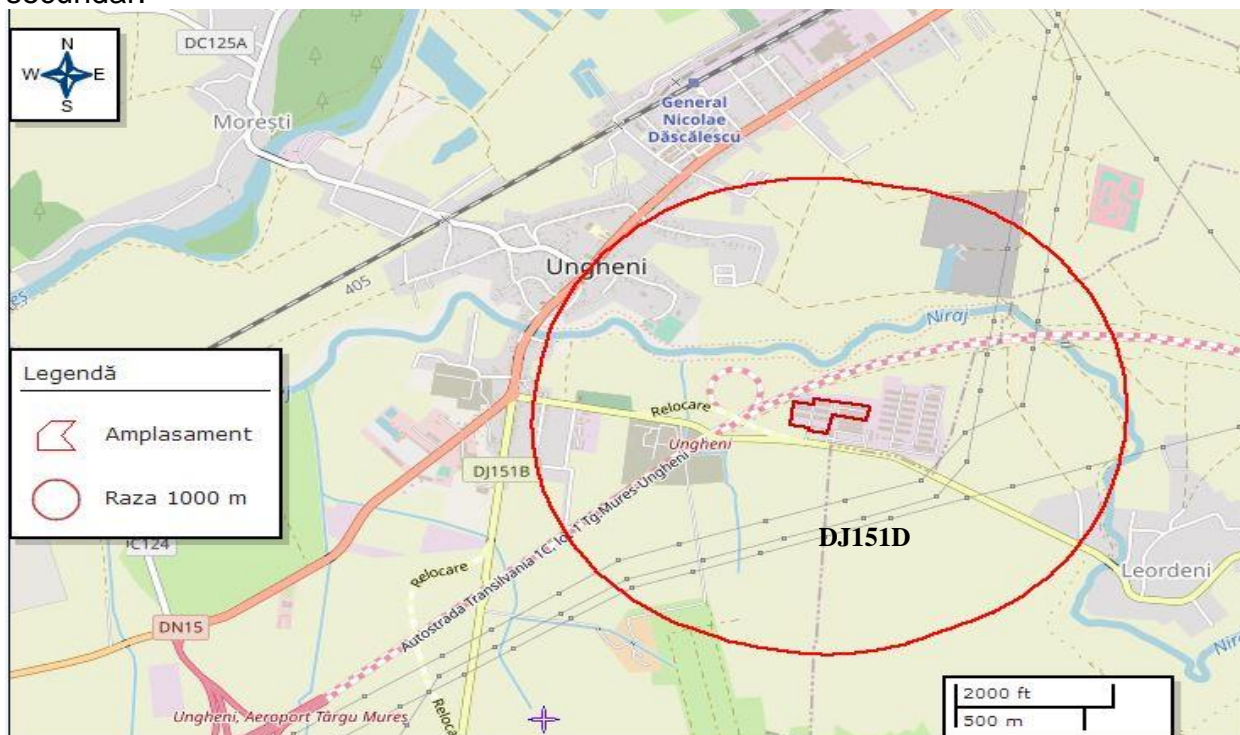 N
W E
S
DC125A
Morești
General
Nicolae
Dăscălescu
Ungheni
405
Niraj
Legendă
Amplasament
Raza 1000 m
Relocare
Ungheni
DJ151B
Autostrada Transilvania 1C, lot 1 Tg.Mureș-Ungheni
DJ151D
Leordeni
Relocare
DN15
Relocare
Ungheni, Aeroport Târgu Mureș
2000 ft
500 m